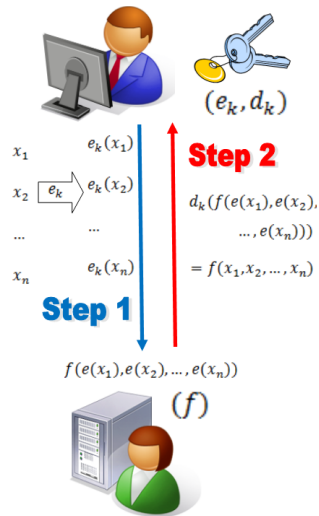 (e_k, d_k)
x_1 e_k(x_1)
Step 2
x_2 e_k e_k(x_2)
d_k(f(e(x_1), e(x_2),
… …
…, e(x_n)))
x_n e_k(x_n)
= f(x_1, x_2, …, x_n)
Step 1
f(e(x_1), e(x_2), …, e(x_n))
(f)